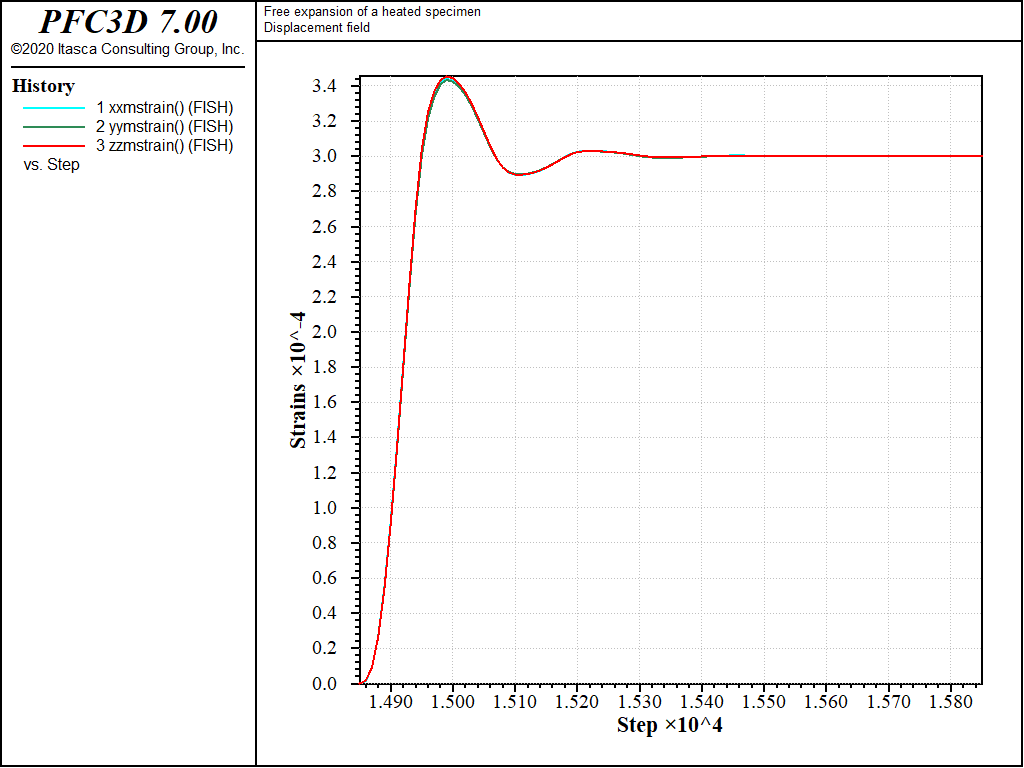 PFC3D 7.00
©2020 Itasca Consulting Group, Inc.
History
1 xxmstrain() (FISH)
2 yymstrain() (FISH)
3 zzmstrain() (FISH)
vs. Step
Free expansion of a heated specimen
Displacement field
3.4
3.2
3.0
2.8
2.6
2.4
2.2
2.0
1.8
1.6
1.4
1.2
1.0
0.8
0.6
0.4
0.2
0.0
Strains ×10^-4
1.490 1.500 1.510 1.520 1.530 1.540 1.550 1.560 1.570 1.580
Step ×10^4